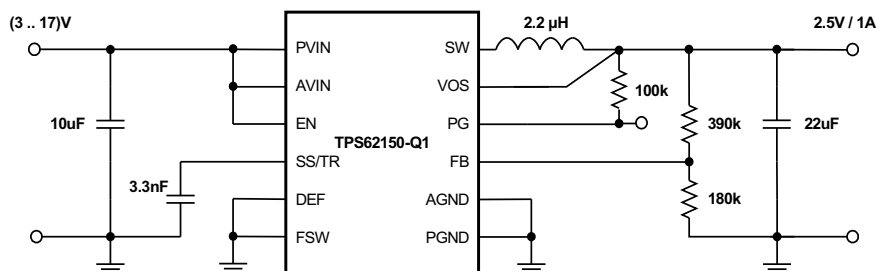 (3 .. 17)V
2.2 µH
2.5V / 1A
PVIN
SW
AVIN
VOS
100k
10uF
EN
PG
390k
22uF
TPS62150-Q1
SS/TR
FB
3.3nF
DEF
AGND
180k
FSW
PGND